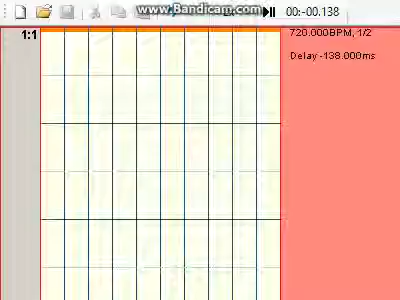 www.Bandicam.com
00:-00.138
1:1
720.000BPM, 1/2
Delay -138.000ms